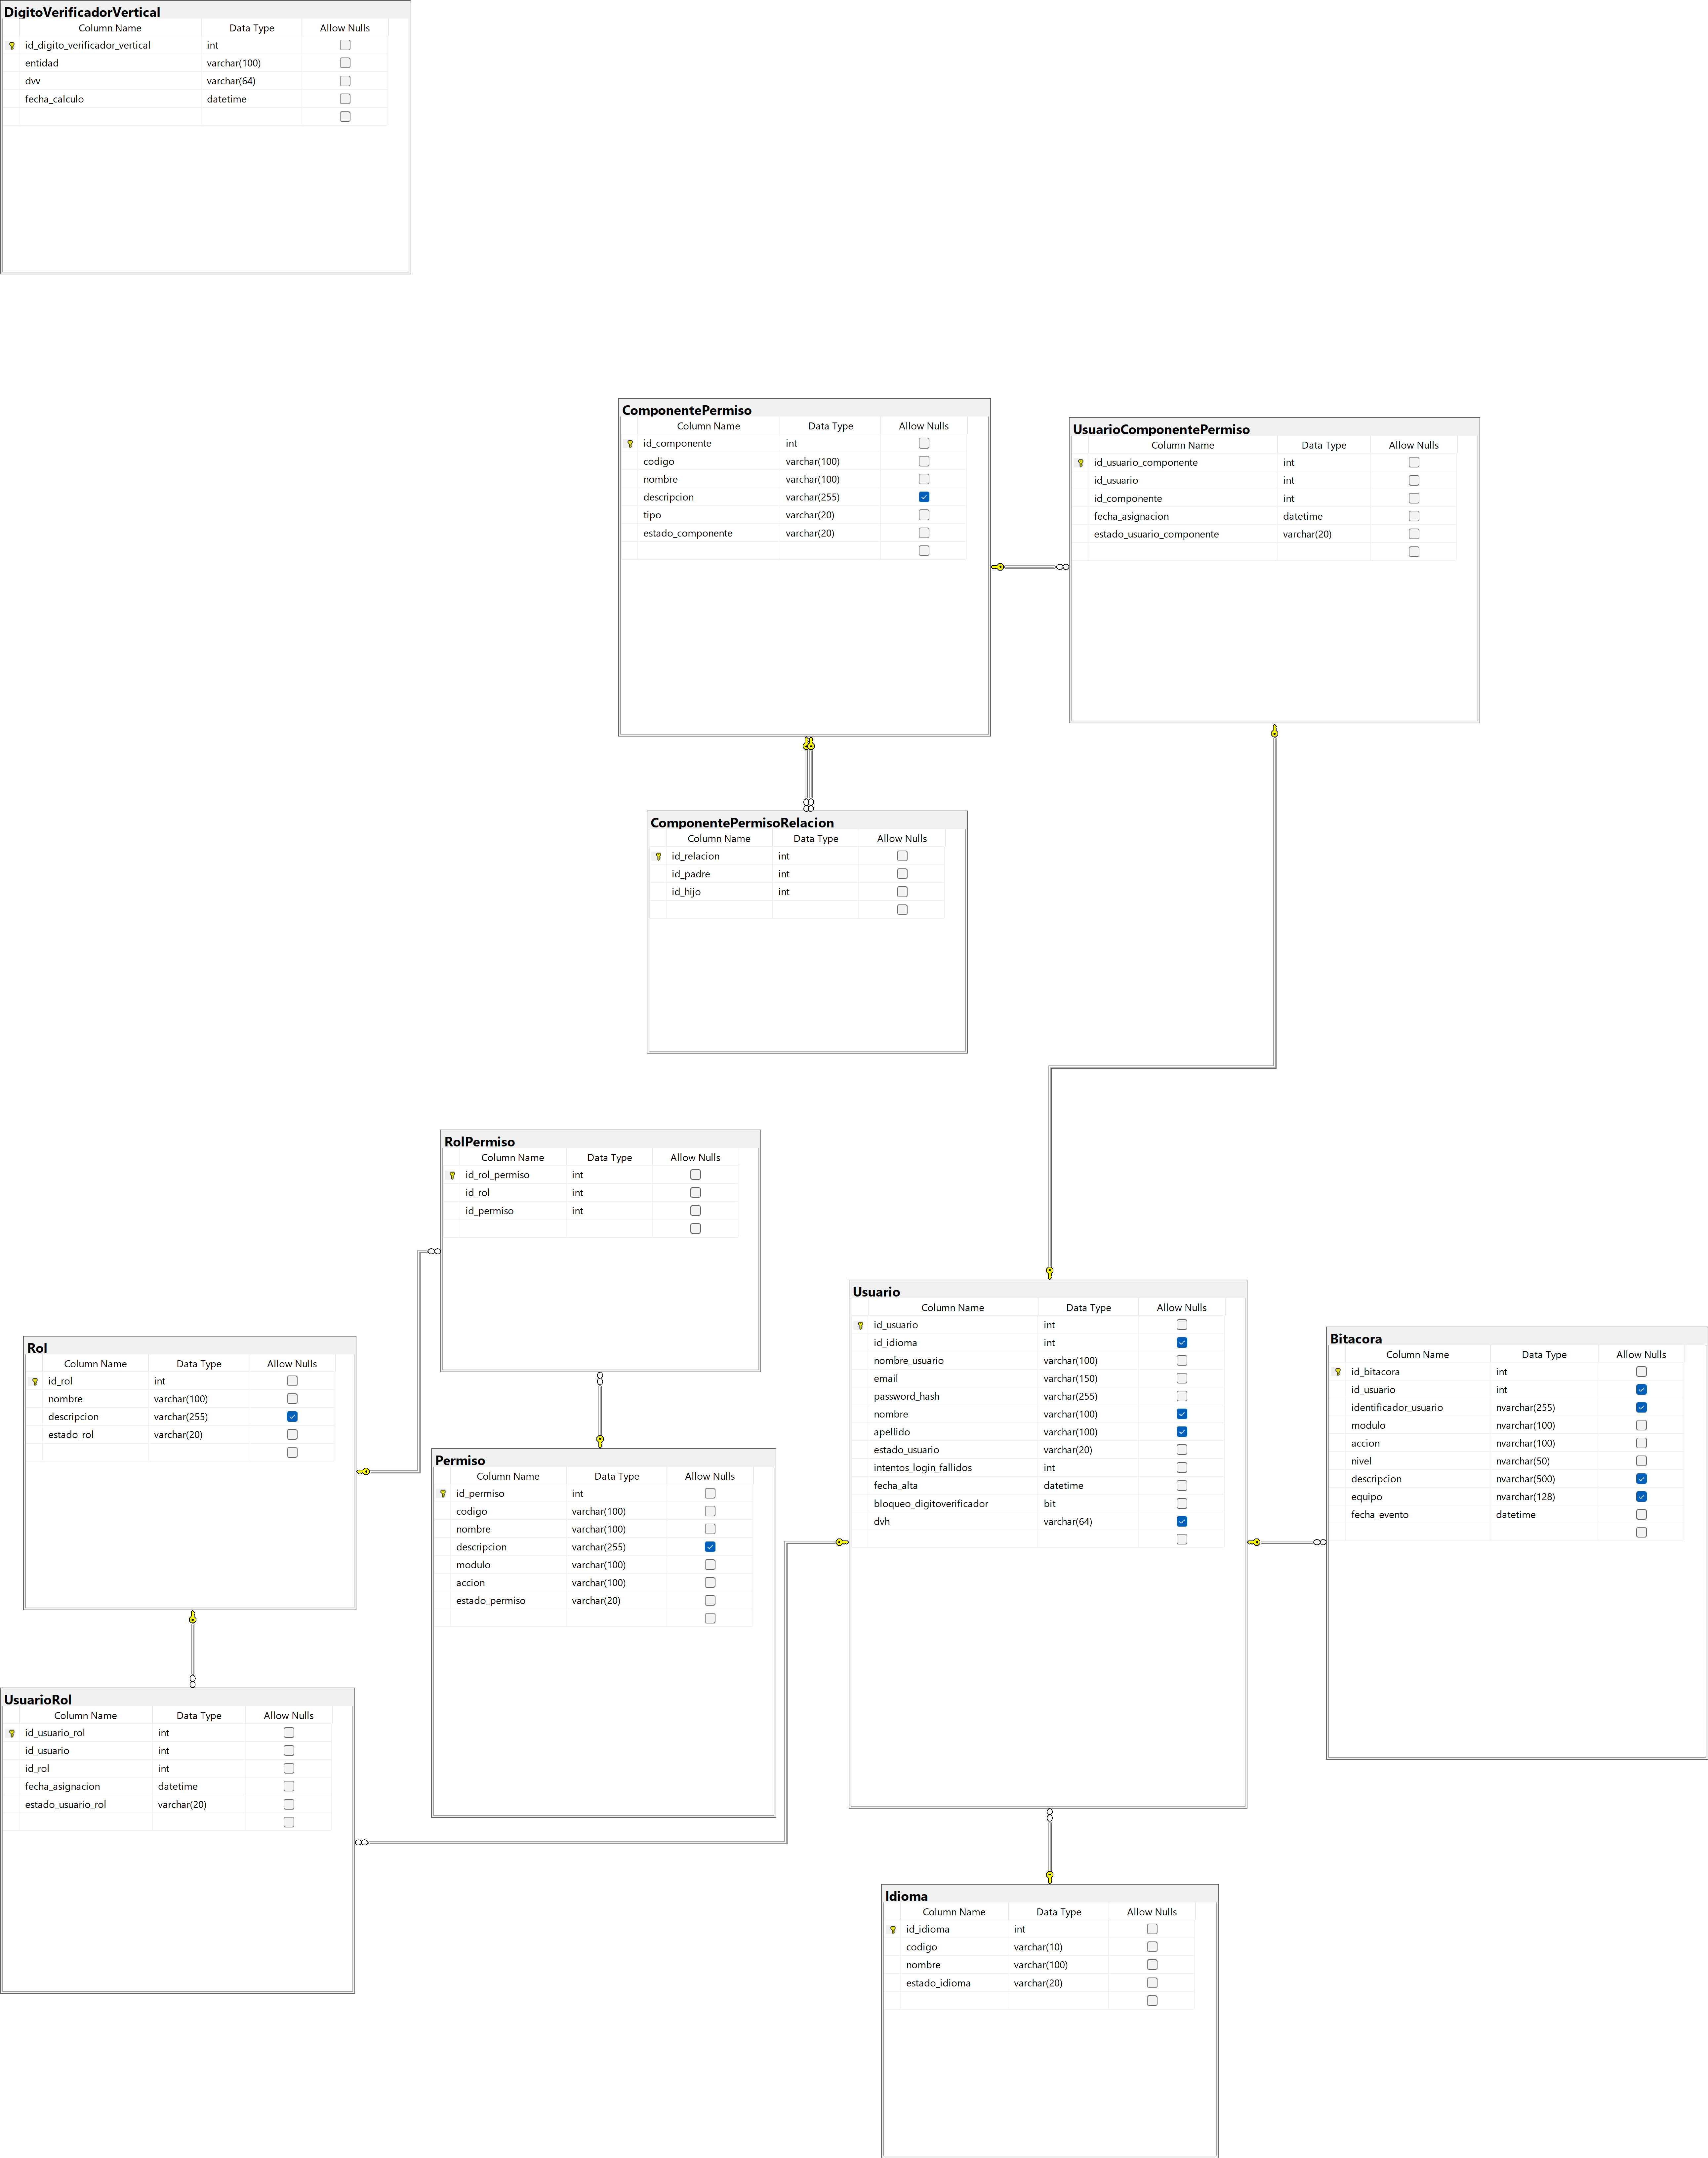 DigitoVerificadorVertical
Column Name Data Type Allow Nulls
id_digito_verificador_vertical int
entidad varchar(100)
dvv varchar(64)
fecha_calculo datetime
ComponentePermiso
Column Name Data Type Allow Nulls
id_componente int
codigo varchar(100)
nombre varchar(100)
descripcion varchar(255)
tipo varchar(20)
estado_componente varchar(20)
UsuarioComponentePermiso
Column Name Data Type Allow Nulls
id_usuario_componente int
id_usuario int
id_componente int
fecha_asignacion datetime
estado_usuario_componente varchar(20)
ComponentePermisoRelacion
Column Name Data Type Allow Nulls
id_relacion int
id_padre int
id_hijo int
RolPermiso
Column Name Data Type Allow Nulls
id_rol_permiso int
id_rol int
id_permiso int
Usuario
Column Name Data Type Allow Nulls
id_usuario int
id_idioma int
nombre_usuario varchar(100)
email varchar(150)
password_hash varchar(255)
nombre varchar(100)
apellido varchar(100)
estado_usuario varchar(20)
intentos_login_fallidos int
fecha_alta datetime
bloqueo_digitoverificador bit
dvh varchar(64)
Bitacora
Column Name Data Type Allow Nulls
id_bitacora int
id_usuario int
identificador_usuario nvarchar(255)
modulo nvarchar(100)
accion nvarchar(100)
nivel nvarchar(50)
descripcion nvarchar(500)
equipo nvarchar(128)
fecha_evento datetime
Rol
Column Name Data Type Allow Nulls
id_rol int
nombre varchar(100)
descripcion varchar(255)
estado_rol varchar(20)
Permiso
Column Name Data Type Allow Nulls
id_permiso int
codigo varchar(100)
nombre varchar(100)
descripcion varchar(255)
modulo varchar(100)
accion varchar(100)
estado_permiso varchar(20)
UsuarioRol
Column Name Data Type Allow Nulls
id_usuario_rol int
id_usuario int
id_rol int
fecha_asignacion datetime
estado_usuario_rol varchar(20)
Idioma
Column Name Data Type Allow Nulls
id_idioma int
codigo varchar(10)
nombre varchar(100)
estado_idioma varchar(20)